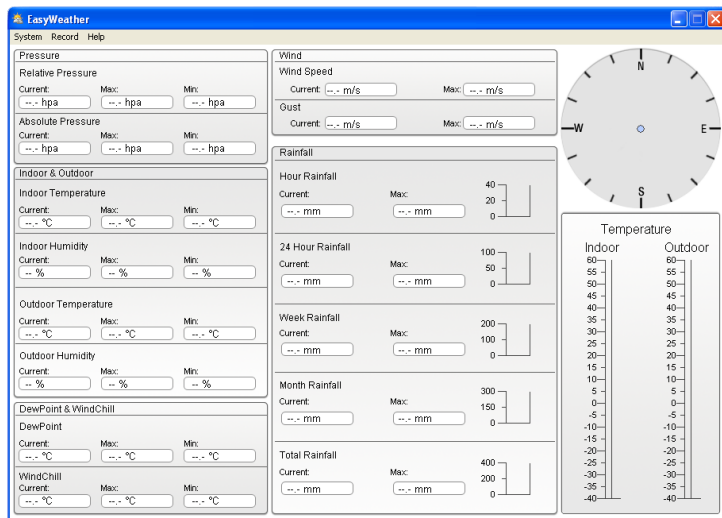 EasyWeather
System Record Help
Pressure
Relative Pressure
Current: Max: Min:
--.- hpa --.- hpa --.- hpa
Absolute Pressure
--.- hpa --.- hpa --.- hpa
Indoor & Outdoor
Indoor Temperature
Current: Max: Min:
--.- °C --.- °C --.- °C
Indoor Humidity
Current: Max: Min:
-- % -- % -- %
Outdoor Temperature
Current: Max: Min:
--.- °C --.- °C --.- °C
Outdoor Humidity
Current: Max: Min:
-- % -- % -- %
DewPoint & WindChill
DewPoint
Current: Max: Min:
--.- °C --.- °C --.- °C
WindChill
Current: Max: Min:
--.- °C --.- °C --.- °C
Wind
Wind Speed
Current: --.- m/s Max: --.- m/s
Gust
Current: --.- m/s Max: --.- m/s
Rainfall
Hour Rainfall
Current: Max:
--.- mm --.- mm
40
20
0
24 Hour Rainfall
Current: Max:
--.- mm --.- mm
100
50
0
Week Rainfall
Current: Max:
--.- mm --.- mm
200
100
0
Month Rainfall
Current: Max:
--.- mm --.- mm
300
150
0
Total Rainfall
Current: Max:
--.- mm --.- mm
400
200
0
N
W E
S
Temperature
Indoor Outdoor
60 60
55 55
50 50
45 45
40 40
35 35
30 30
25 25
20 20
15 15
10 10
5 5
0 0
-5 -5
-10 -10
-15 -15
-20 -20
-25 -25
-30 -30
-35 -35
-40 -40